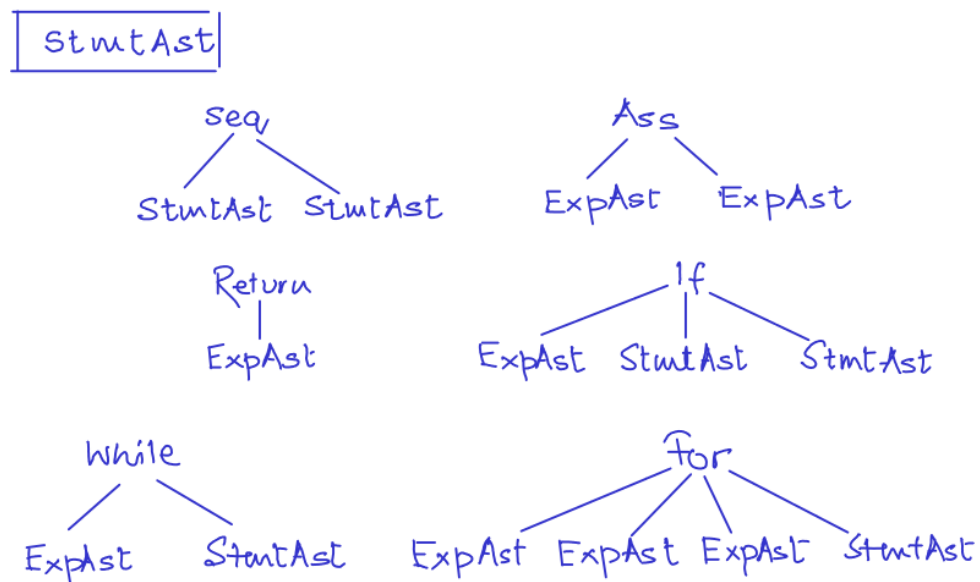 StmtAst
Seq Ass
StmtAst StmtAst ExpAst ExpAst
Return If
ExpAst ExpAst StmtAst StmtAst
While For
ExpAst StmtAst ExpAst ExpAst ExpAst StmtAst